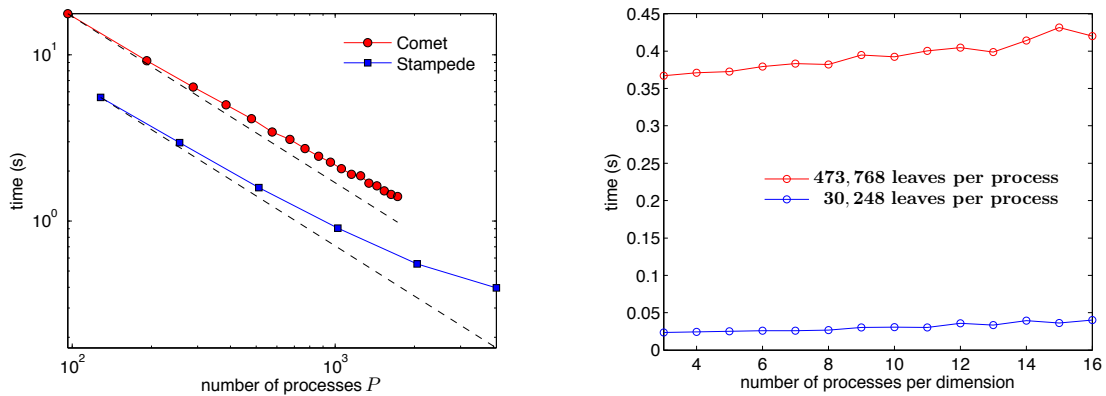 10^1
10^0
time (s)
10^2
10^3
number of processes P
Comet
Stampede
0.45
0.4
0.35
0.3
0.25
0.2
0.15
0.1
0.05
0
time (s)
473,768 leaves per process
30,248 leaves per process
4
6
8
10
12
14
16
number of processes per dimension